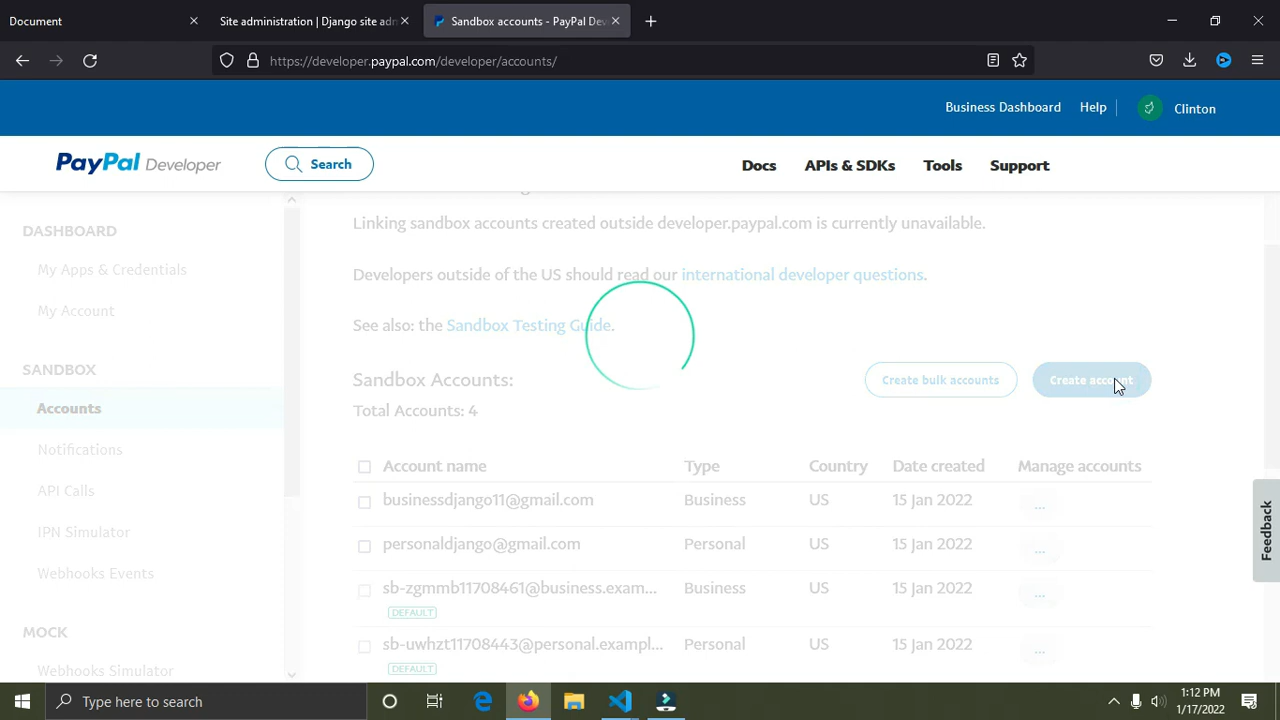 Document
Site administration | Django site adm
Sandbox accounts - PayPal Dev
https://developer.paypal.com/developer/accounts/
Business Dashboard
Help
Clinton
PayPal Developer
Search
Docs
APIs & SDKs
Tools
Support
DASHBOARD
My Apps & Credentials
My Account
SANDBOX
Accounts
Notifications
API Calls
IPN Simulator
Webhooks Events
MOCK
Webhooks Simulator
Linking sandbox accounts created outside developer.paypal.com is currently unavailable.
Developers outside of the US should read our international developer questions.
See also: the Sandbox Testing Guide.
Sandbox Accounts:
Create bulk accounts
Create account
Total Accounts: 4
Account name Type Country Date created Manage accounts
businessdjango11@gmail.com Business US 15 Jan 2022 ...
personaldjango@gmail.com Personal US 15 Jan 2022 ...
sb-zgmmb11708461@business.exam... Business US 15 Jan 2022 ...
DEFAULT
sb-uwhzt11708443@personal.exampl... Personal US 15 Jan 2022 ...
DEFAULT
Feedback
Type here to search
1:12 PM
1/17/2022